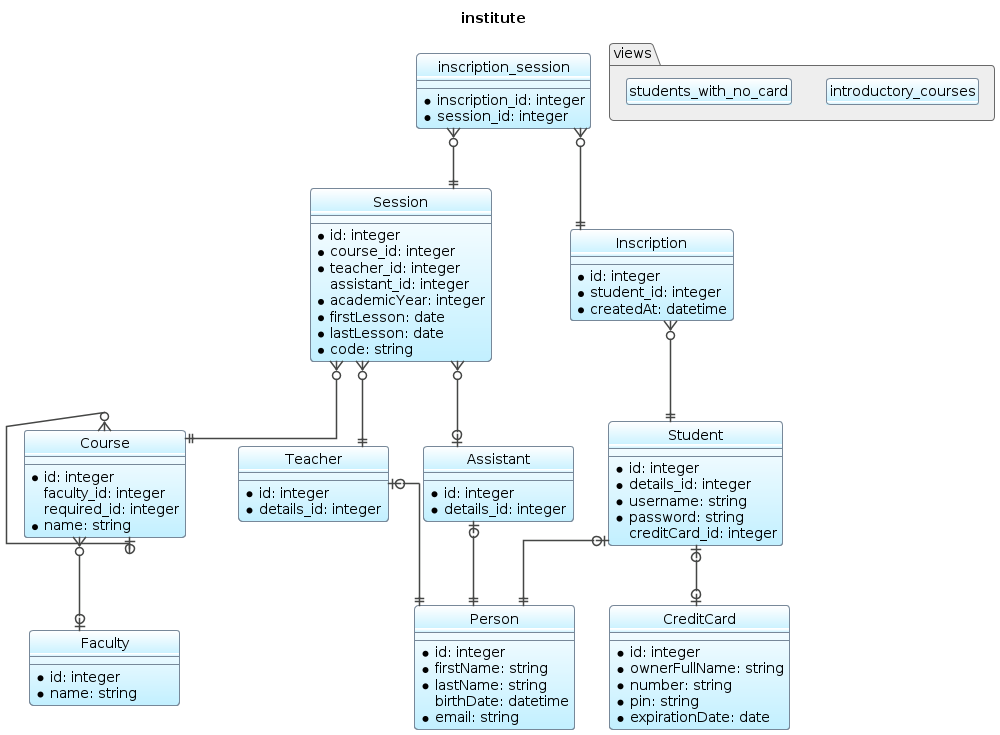 institute
views
students_with_no_card
introductory_courses
inscription_session
inscription_id: integer
session_id: integer
Session
id: integer
course_id: integer
teacher_id: integer
assistant_id: integer
academicYear: integer
firstLesson: date
lastLesson: date
code: string
Inscription
id: integer
student_id: integer
createdAt: datetime
Course
id: integer
faculty_id: integer
required_id: integer
name: string
Teacher
id: integer
details_id: integer
Assistant
id: integer
details_id: integer
Student
id: integer
details_id: integer
username: string
password: string
creditCard_id: integer
Faculty
id: integer
name: string
Person
id: integer
firstName: string
lastName: string
birthDate: datetime
email: string
CreditCard
id: integer
ownerFullName: string
number: string
pin: string
expirationDate: date